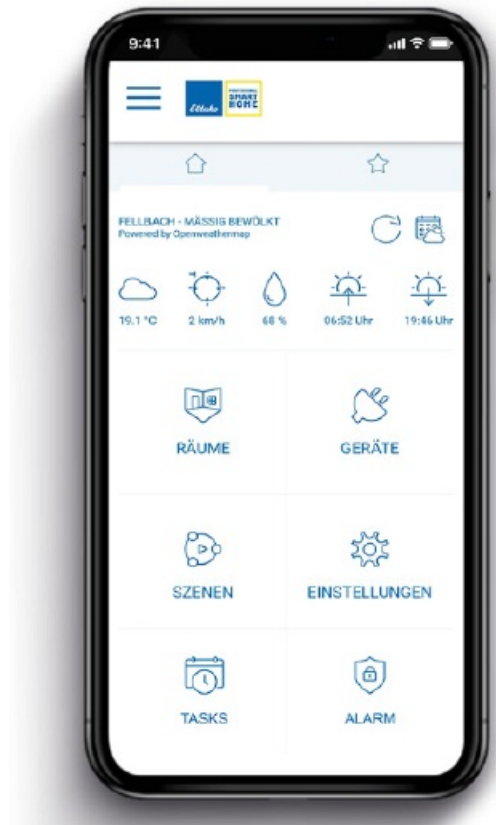 9:41
Eltako
PROFESSIONAL
SMART
HOME
FELLBACH - MÄSSIG BEWÖLKT
Powered by Openweathermap
19.1 °C 2 km/h 68 % 06:52 Uhr 19:46 Uhr
RÄUME GERÄTE
SZENEN EINSTELLUNGEN
TASKS ALARM